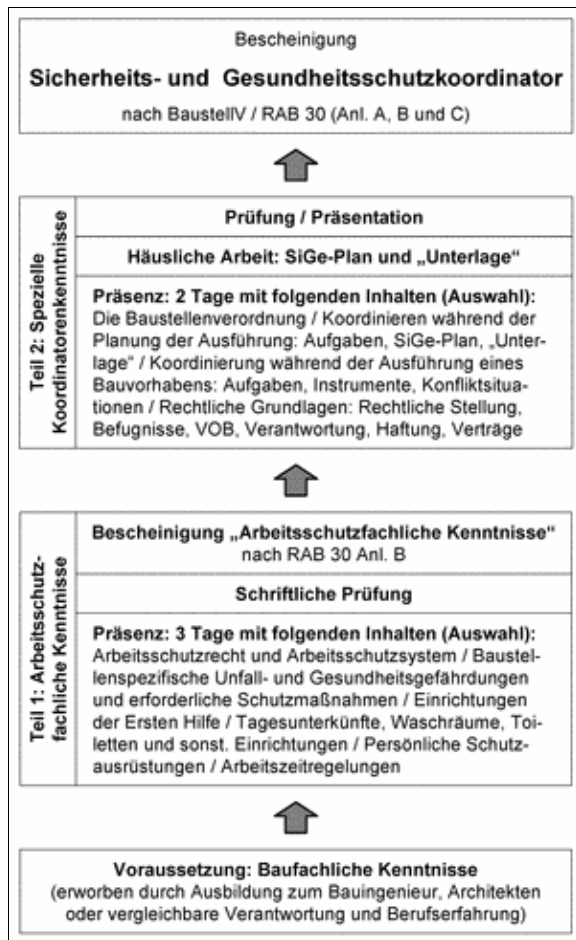 Bescheinigung
Sicherheits- und Gesundheitsschutzkoordinator
nach BaustellV / RAB 30 (Anl. A, B und C)
Teil 2: Spezielle
Koordinatorenkenntnisse
Prüfung / Präsentation
Häusliche Arbeit: SiGe-Plan und „Unterlage“
Präsenz: 2 Tage mit folgenden Inhalten (Auswahl):
Die Baustellenverordnung / Koordinieren während der
Planung der Ausführung: Aufgaben, SiGe-Plan, „Unter-
lage“ / Koordinierung während der Ausführung eines
Bauvorhabens: Aufgaben, Instrumente, Konfliktsitua-
tionen / Rechtliche Grundlagen: Rechtliche Stellung,
Befugnisse, VOB, Verantwortung, Haftung, Verträge
Teil 1: Arbeitsschutz-
fachliche Kenntnisse
Bescheinigung „Arbeitsschutzfachliche Kenntnisse“
nach RAB 30 Anl. B
Schriftliche Prüfung
Präsenz: 3 Tage mit folgenden Inhalten (Auswahl):
Arbeitsschutzrecht und Arbeitsschutzsystem / Baustel-
lenspezifische Unfall- und Gesundheitsgefährdungen
und erforderliche Schutzmaßnahmen / Einrichtungen
der Ersten Hilfe / Tagesunterkünfte, Waschräume, Toi-
letten und sonst. Einrichtungen / Persönliche Schutz-
ausrüstungen / Arbeitszeitregelungen
Voraussetzung: Baufachliche Kenntnisse
(erworben durch Ausbildung zum Bauingenieur, Architekten
oder vergleichbare Verantwortung und Berufserfahrung)